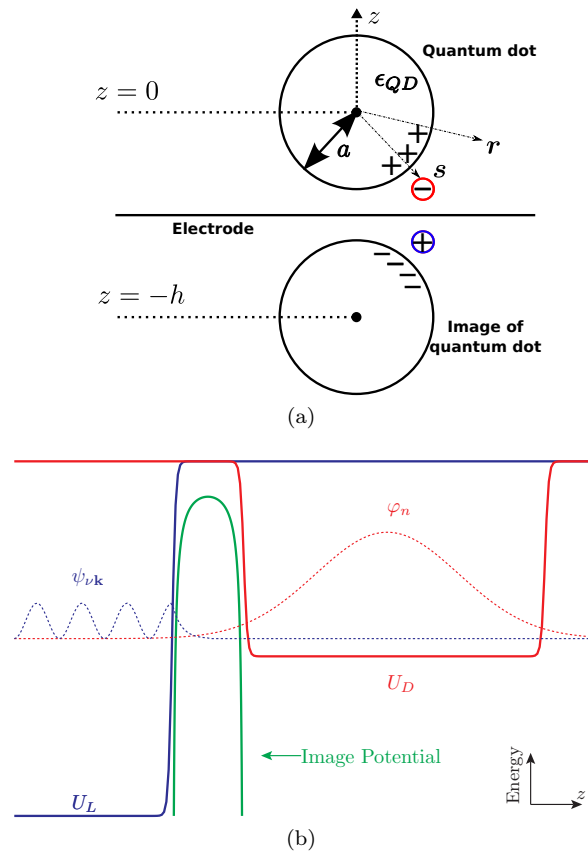 z
Quantum dot
ϵ_QD
z = 0
a
+
+
+
r
s
−
Electrode
+
−
−
−
−
z = −h
Image of
quantum dot
(a)
φ_n
ψ_νk
U_D
Image Potential
Energy
z
U_L
(b)